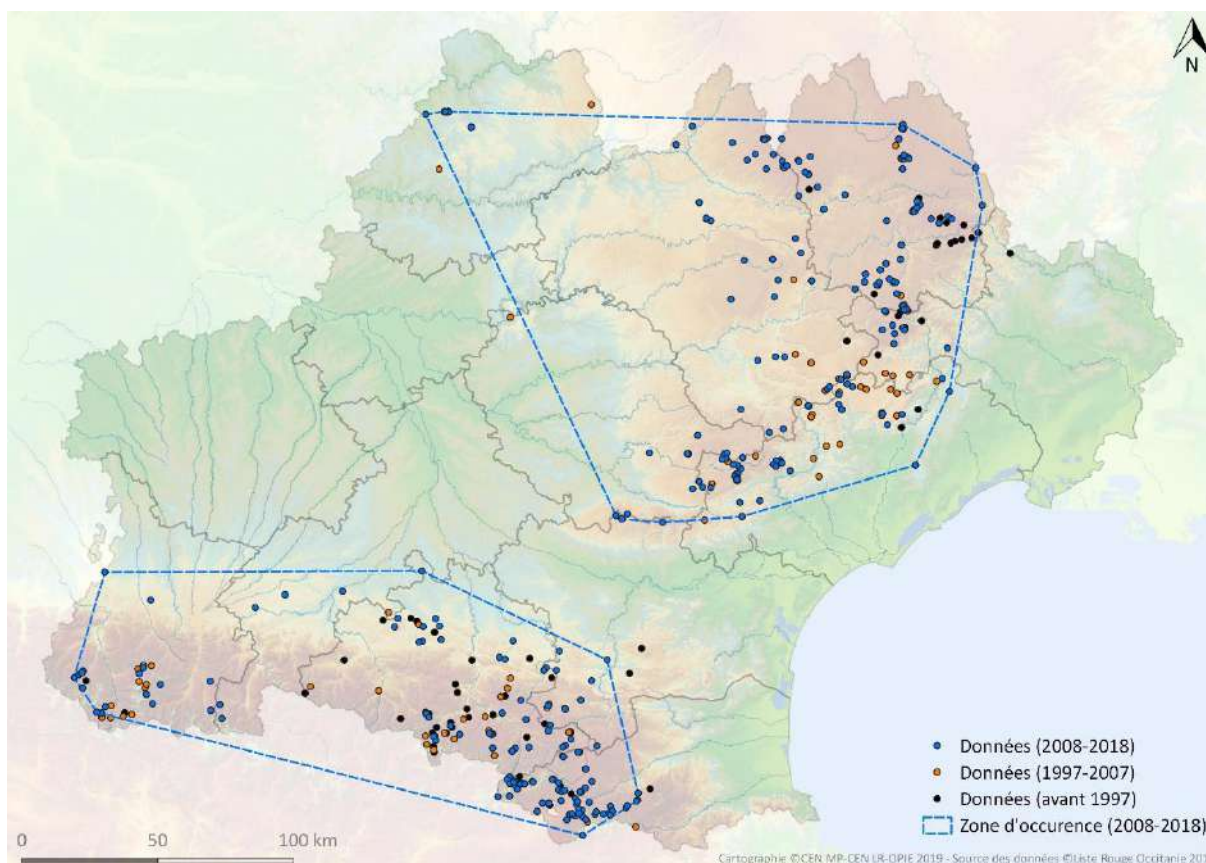 N
Données (2008-2018)
Données (1997-2007)
Données (avant 1997)
Zone d'occurence (2008-2018)
0 50 100 km
Cartographie ©CEN MP-CEN LR-OPIE 2019 - Source des données ©Liste Rouge Occitanie